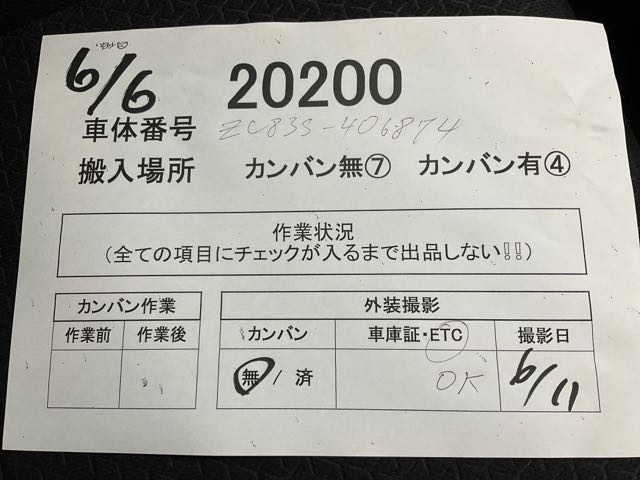 6/6
20200
車体番号 ZC83S-406874
搬入場所 カンバン無⑦ カンバン有④
作業状況
(全ての項目にチェックが入るまで出品しない!!)
カンバン作業
作業前 作業後
外装撮影
カンバン 車庫証・ETC 撮影日
無 / 済 OK 6/11